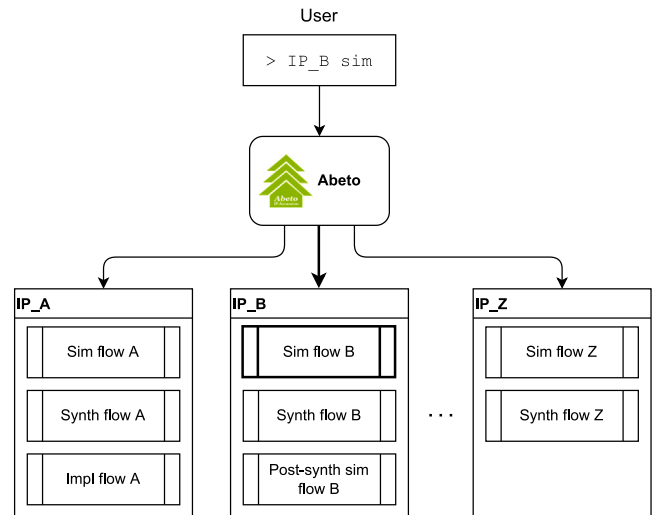 User
> IP_B sim
Abeto
Abeto
IP_A
Sim flow A
Synth flow A
Impl flow A
IP_B
Sim flow B
Synth flow B
Post-synth sim
flow B
. . .
IP_Z
Sim flow Z
Synth flow Z